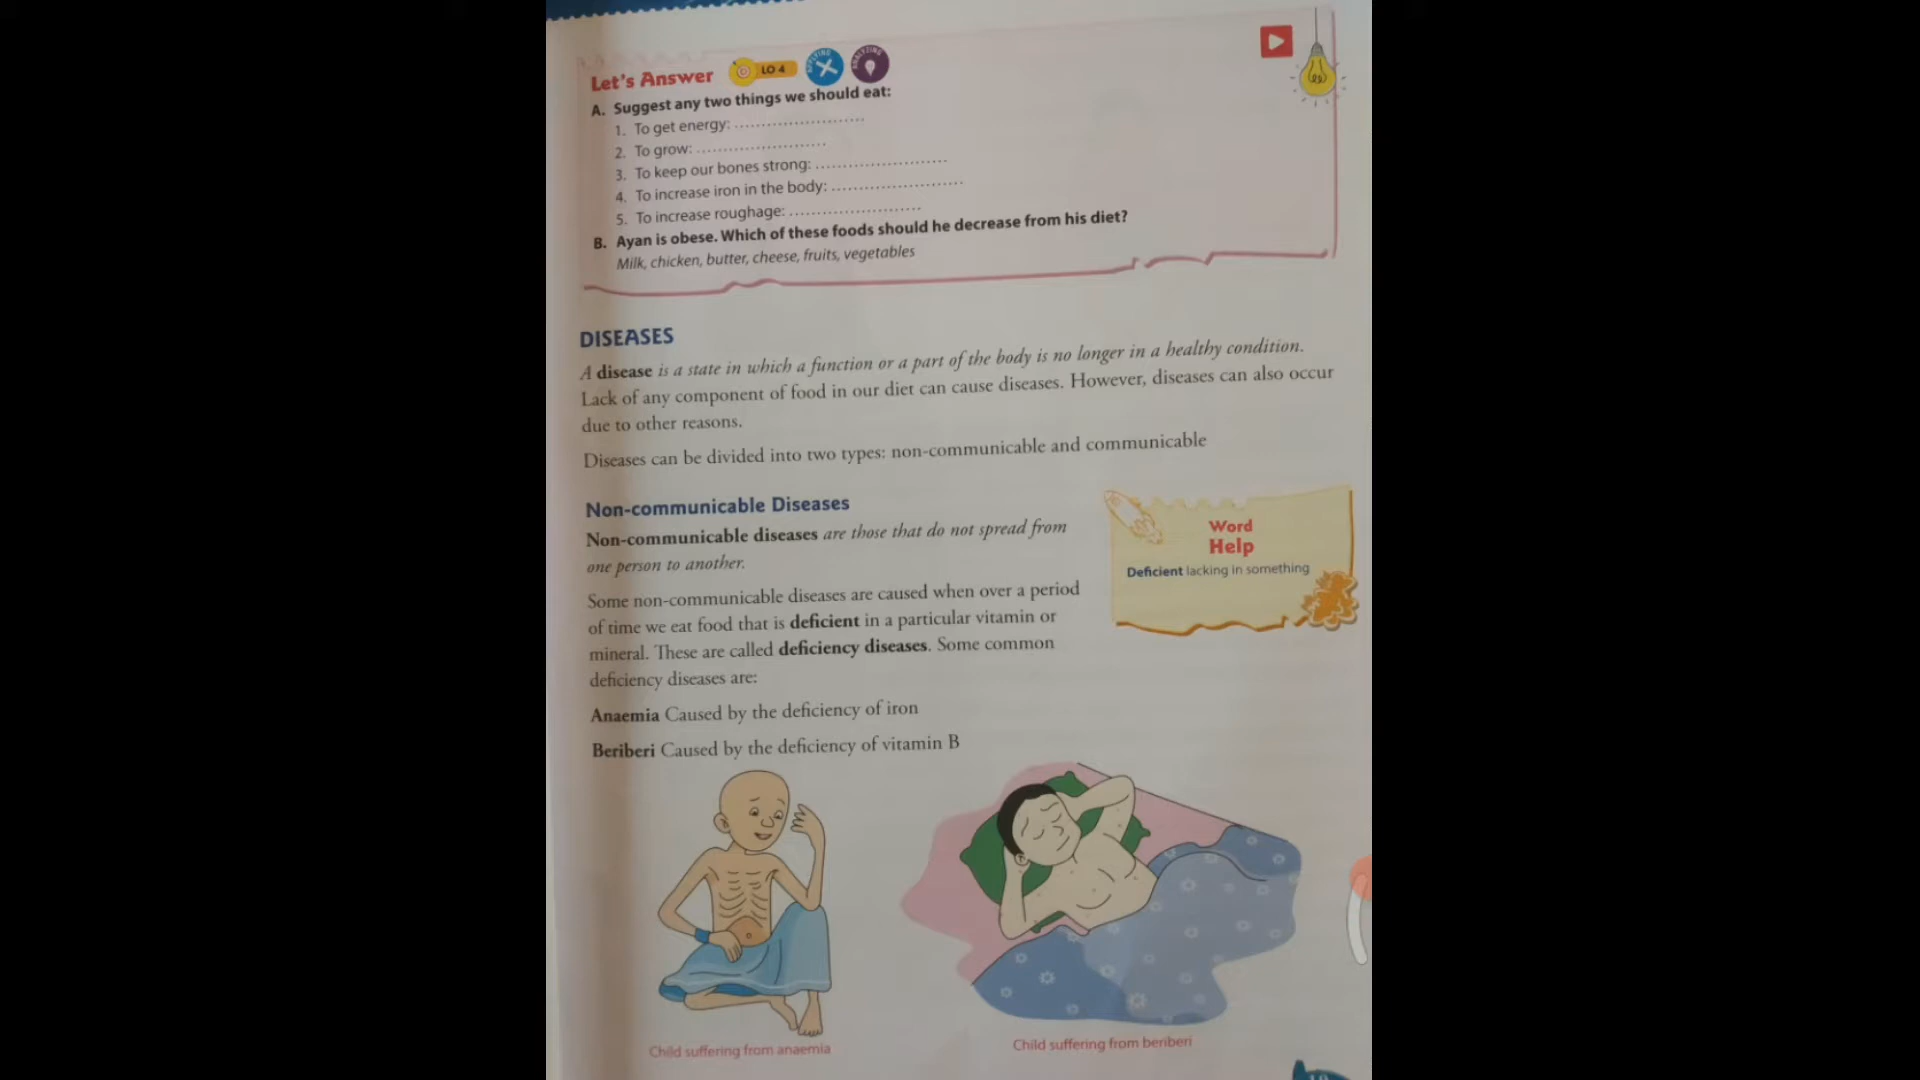 Let's Answer LO 4 APPLYING ANALYZING
A. Suggest any two things we should eat:
1. To get energy: ........................
2. To grow: ........................
3. To keep our bones strong: ........................
4. To increase iron in the body: ........................
5. To increase roughage: ........................
B. Ayan is obese. Which of these foods should he decrease from his diet?
Milk, chicken, butter, cheese, fruits, vegetables
DISEASES
A disease is a state in which a function or a part of the body is no longer in a healthy condition.
Lack of any component of food in our diet can cause diseases. However, diseases can also occur
due to other reasons.
Diseases can be divided into two types: non-communicable and communicable
Non-communicable Diseases
Non-communicable diseases are those that do not spread from
one person to another.
Some non-communicable diseases are caused when over a period
of time we eat food that is deficient in a particular vitamin or
mineral. These are called deficiency diseases. Some common
deficiency diseases are:
Anaemia Caused by the deficiency of iron
Beriberi Caused by the deficiency of vitamin B
Word
Help
Deficient lacking in something
Child suffering from anaemia
Child suffering from beriberi